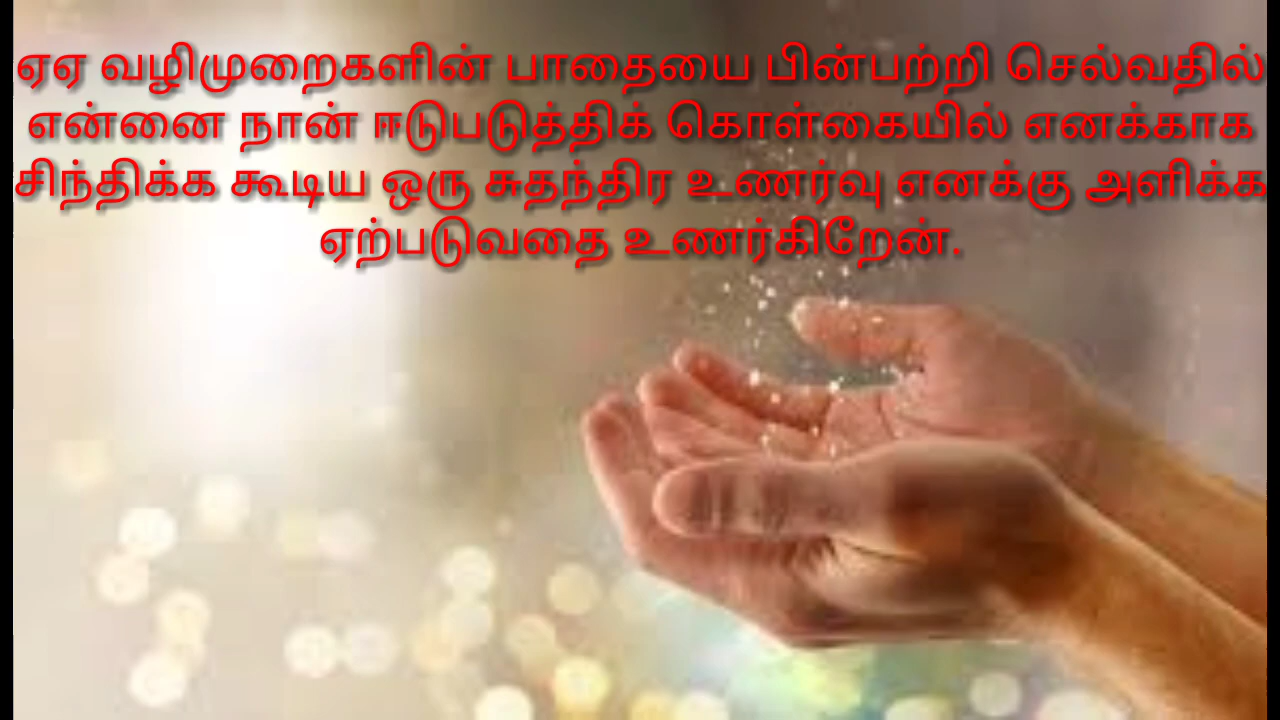 ஏஏ வழிமுறைகளின் பாதையை பின்பற்றி செல்வதில்
என்னை நான் ஈடுபடுத்திக் கொள்கையில் எனக்காக
சிந்திக்க கூடிய ஒரு சுதந்திர உணர்வு எனக்கு அளிக்க
ஏற்படுவதை உணர்கிறேன்.